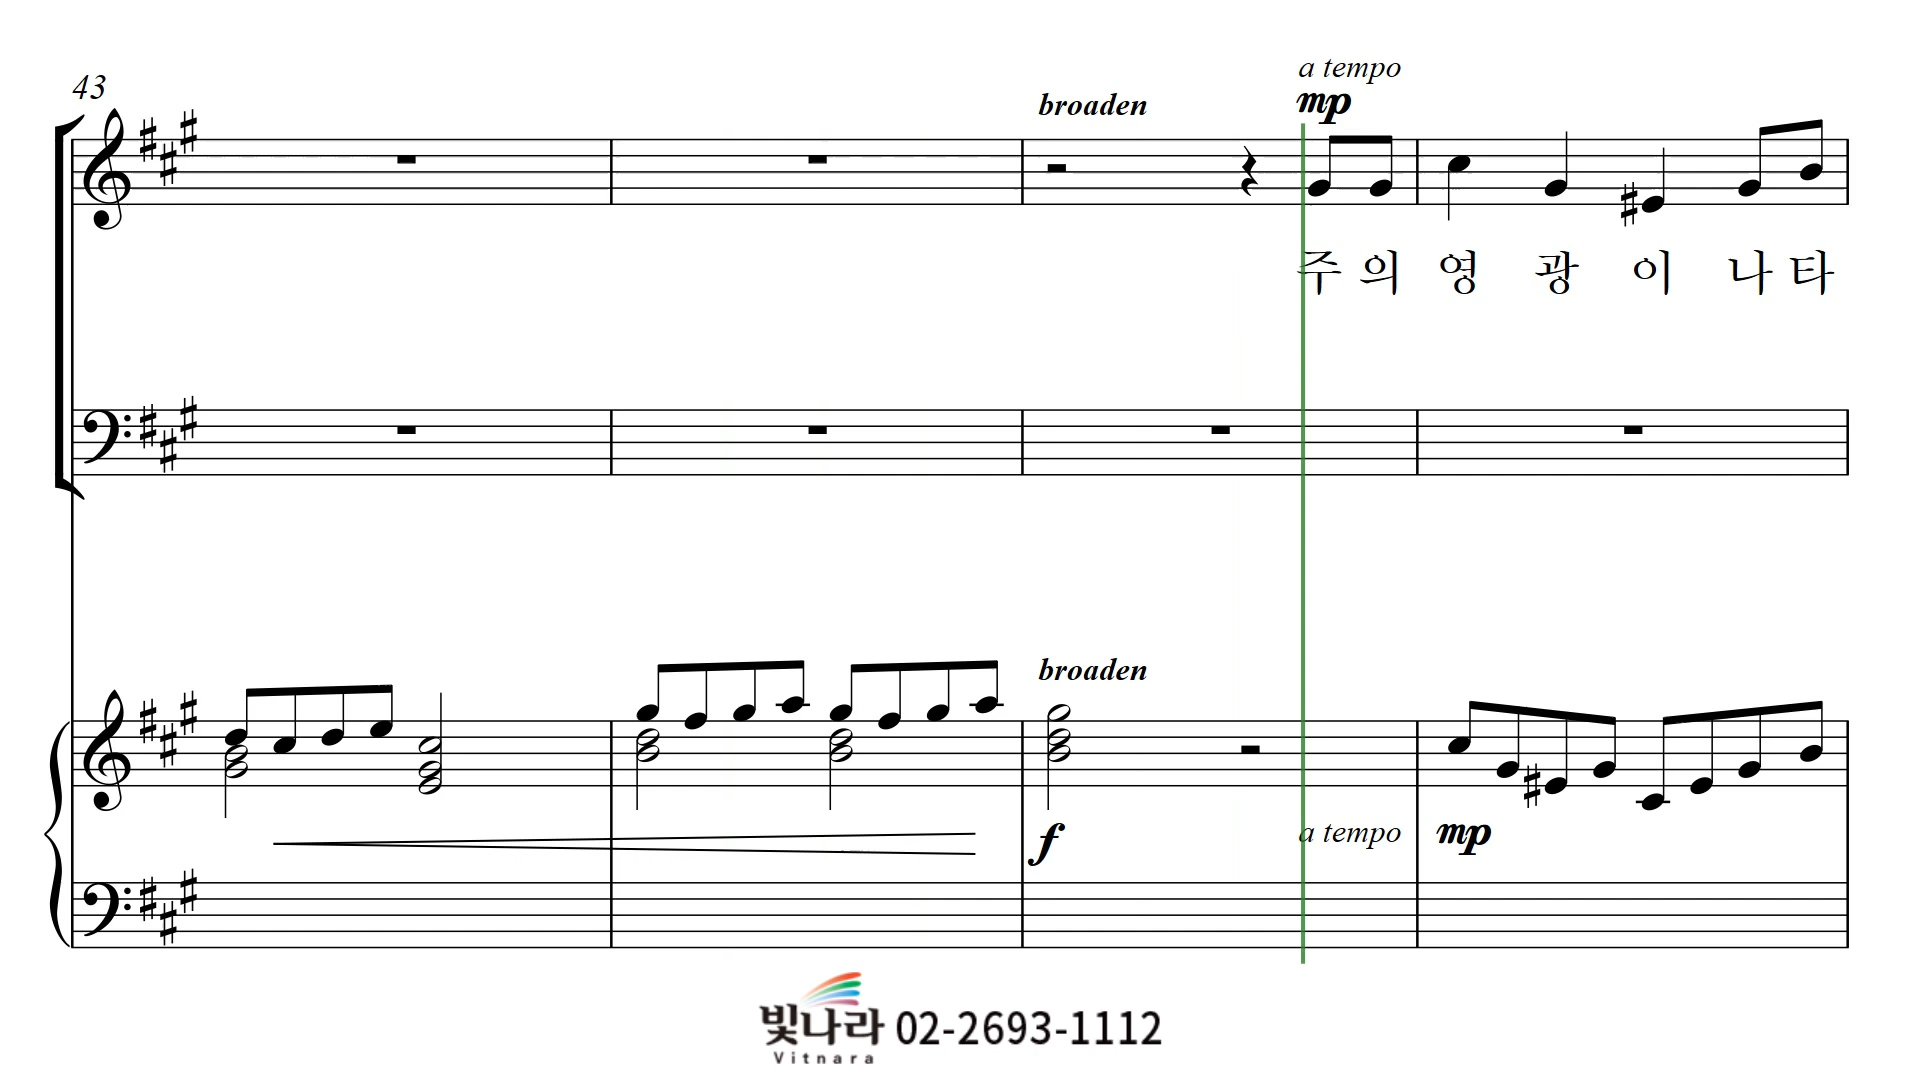 43
a tempo
broaden
mp
주의 영 광 이 나 타
broaden
f
a tempo
mp
빛나라 02-2693-1112
Vitnara